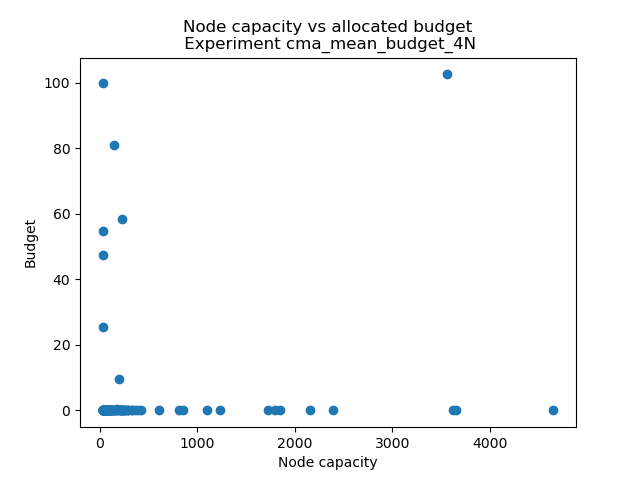 Node capacity vs allocated budget
Experiment cma_mean_budget_4N
100
80
60
40
20
0
Budget
0 1000 2000 3000 4000
Node capacity